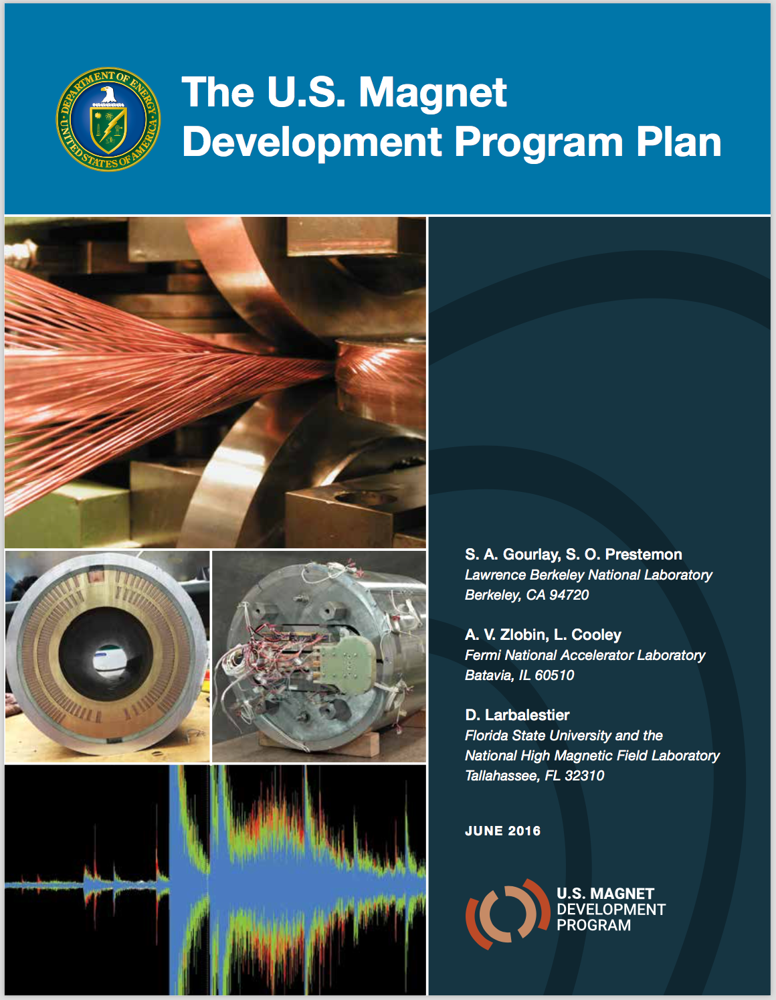 DEPARTMENT OF ENERGY
UNITED STATES OF AMERICA
The U.S. Magnet
Development Program Plan
S. A. Gourlay, S. O. Prestemon
Lawrence Berkeley National Laboratory
Berkeley, CA 94720
A. V. Zlobin, L. Cooley
Fermi National Accelerator Laboratory
Batavia, IL 60510
D. Larbalestier
Florida State University and the
National High Magnetic Field Laboratory
Tallahassee, FL 32310
JUNE 2016
U.S. MAGNET
DEVELOPMENT
PROGRAM